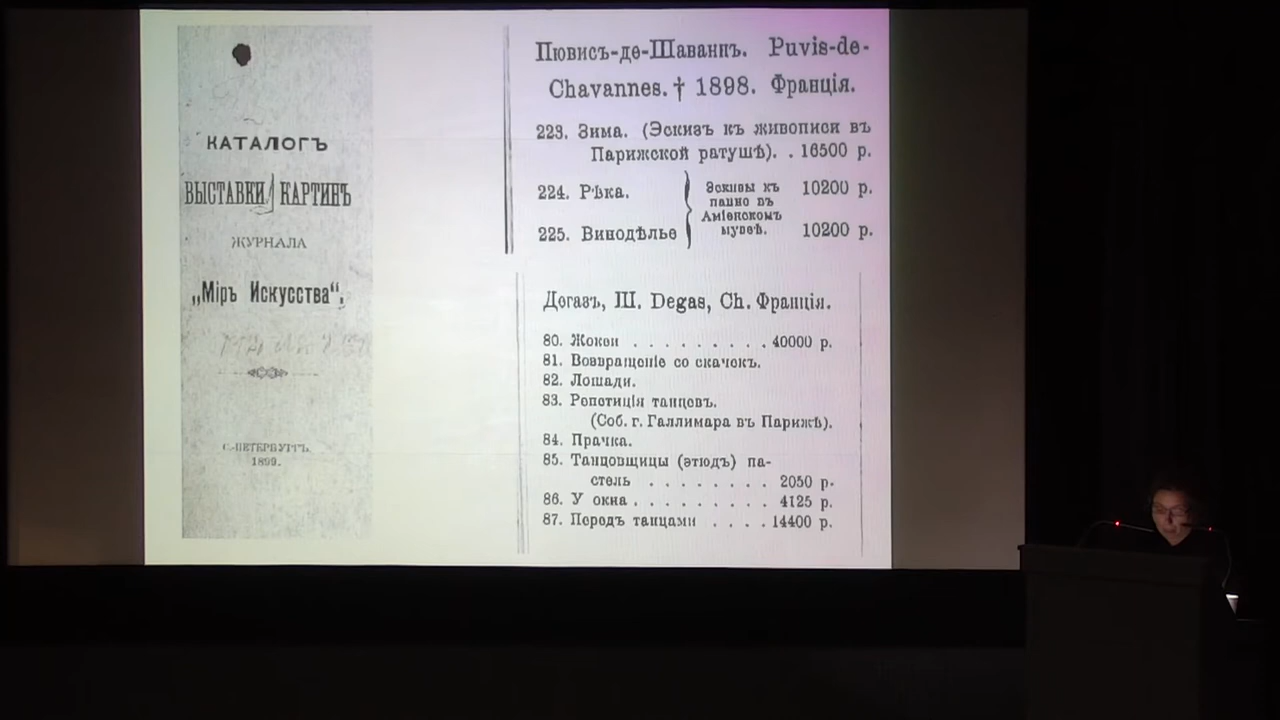 КАТАЛОГЪ
ВЫСТАВКИ КАРТИНЪ
ЖУРНАЛА
„Мiръ Искусства“.
С.-ПЕТЕРБУРГЪ.
1899.
Пювисъ-де-Шаваннъ. Puvis-de-
Chavannes. † 1898. Францiя.
223. Зима. (Эскизъ къ живописи въ
Парижской ратушѣ). . 16500 р.
224. Рѣка.
225. Винодѣлье
Эскизы къ
панно въ
Амiенскомъ
музеѣ.
10200 р.
10200 р.
Догазъ, Ш. Degas, Ch. Францiя.
80. Жокеи . . . . . . . . . 40000 р.
81. Возвращенiе со скачокъ.
82. Лошади.
83. Репетицiя танцевъ.
(Соб. г. Галлимара въ Парижѣ).
84. Прачка.
85. Танцовщицы (этюдъ) па-
стель . . . . . . . . 2050 р.
86. У окна . . . . . . . . . 4125 р.
87. Передъ танцами . . . . 14400 р.